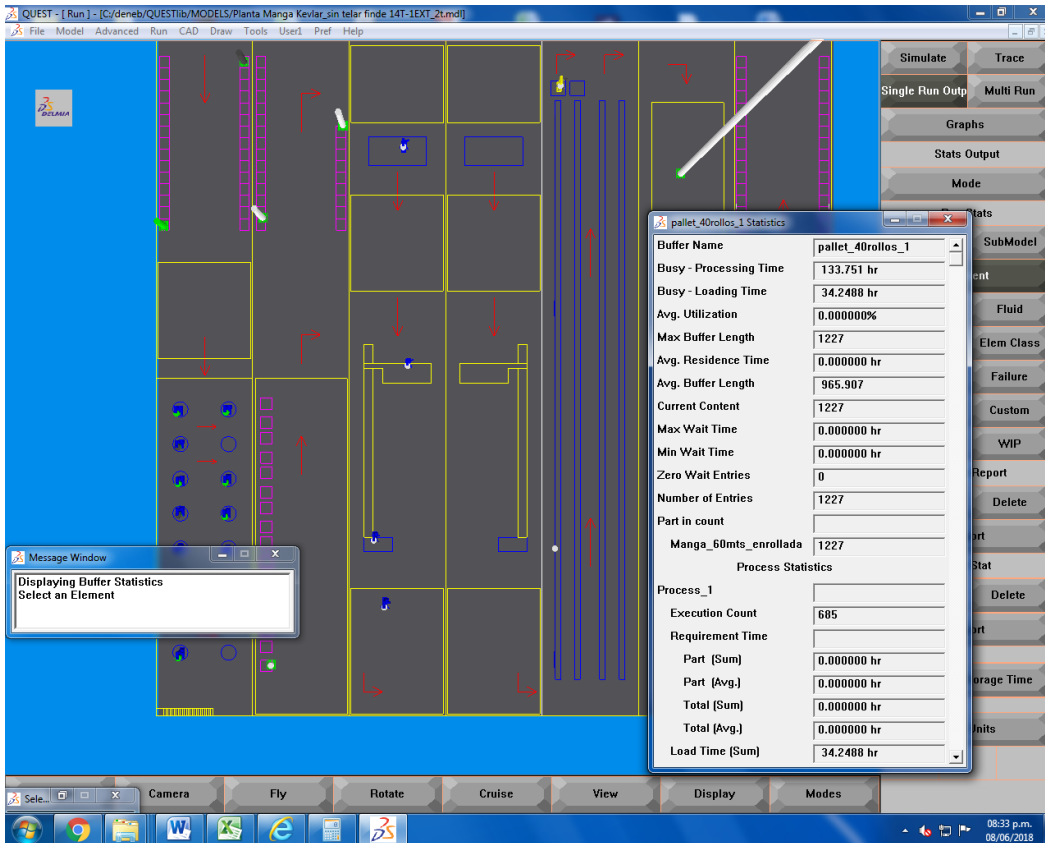 QUEST - [ Run ] - [C:/deneb/QUESTlib/MODELS/Planta Manga Kevlar_sin telar finde 14T-1EXT_2t.mdl]
File Model Advanced Run CAD Draw Tools User1 Pref Help
DELMIA
Simulate Trace
Single Run Outp Multi Run
Graphs
Stats Output
Mode
tats
SubModel
ent
Fluid
Elem Class
Failure
Custom
WIP
Report
Delete
ort
Stat
Delete
ort
orage Time
Units
pallet_40rollos_1 Statistics
Buffer Name pallet_40rollos_1
Busy - Processing Time 133.751 hr
Busy - Loading Time 34.2488 hr
Avg. Utilization 0.000000%
Max Buffer Length 1227
Avg. Residence Time 0.000000 hr
Avg. Buffer Length 965.907
Current Content 1227
Max Wait Time 0.000000 hr
Min Wait Time 0.000000 hr
Zero Wait Entries 0
Number of Entries 1227
Part in count
Manga_60mts_enrollada 1227
Process Statistics
Process_1
Execution Count 685
Requirement Time
Part (Sum) 0.000000 hr
Part (Avg.) 0.000000 hr
Total (Sum) 0.000000 hr
Total (Avg.) 0.000000 hr
Load Time (Sum) 34.2488 hr
Message Window
Displaying Buffer Statistics
Select an Element
Sele...
Camera Fly Rotate Cruise View Display Modes
08:33 p.m.
08/06/2018